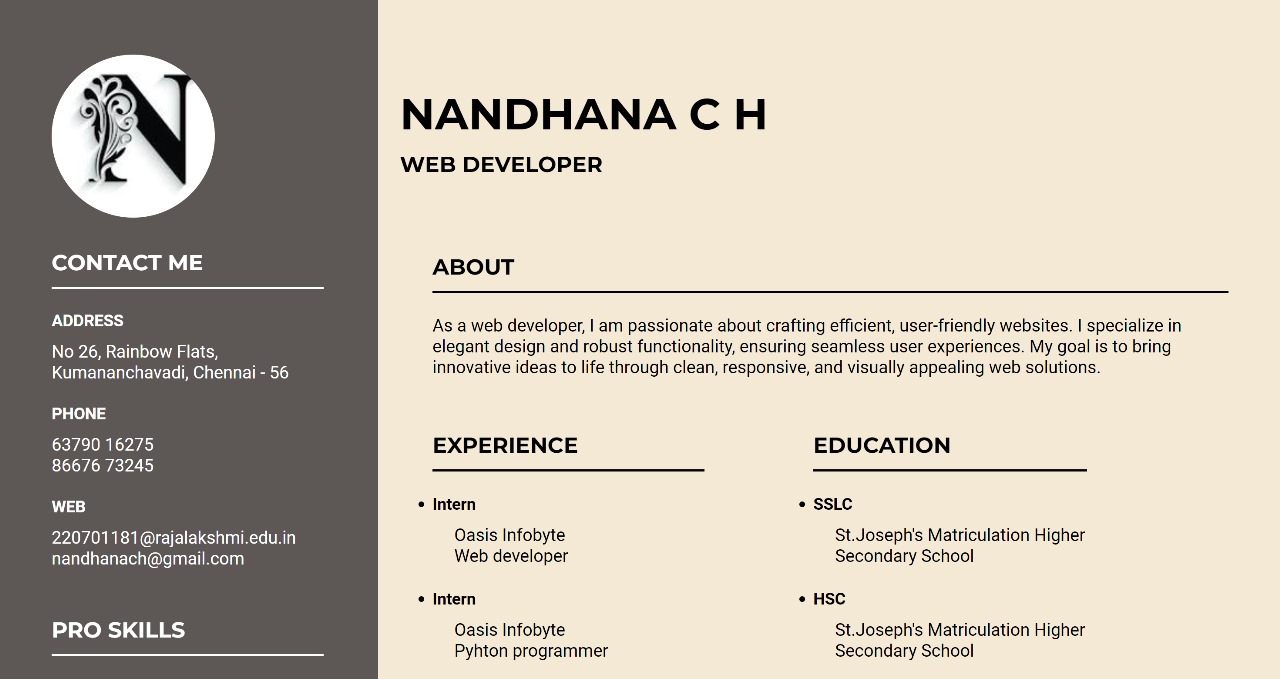 N
CONTACT ME
ADDRESS
No 26, Rainbow Flats,
Kumananchavadi, Chennai - 56
PHONE
63790 16275
86676 73245
WEB
220701181@rajalakshmi.edu.in
nandhanach@gmail.com
PRO SKILLS
NANDHANA C H
WEB DEVELOPER
ABOUT
As a web developer, I am passionate about crafting efficient, user-friendly websites. I specialize in
elegant design and robust functionality, ensuring seamless user experiences. My goal is to bring
innovative ideas to life through clean, responsive, and visually appealing web solutions.
EXPERIENCE
• Intern
Oasis Infobyte
Web developer
• Intern
Oasis Infobyte
Pyhton programmer
EDUCATION
• SSLC
St.Joseph's Matriculation Higher
Secondary School
• HSC
St.Joseph's Matriculation Higher
Secondary School